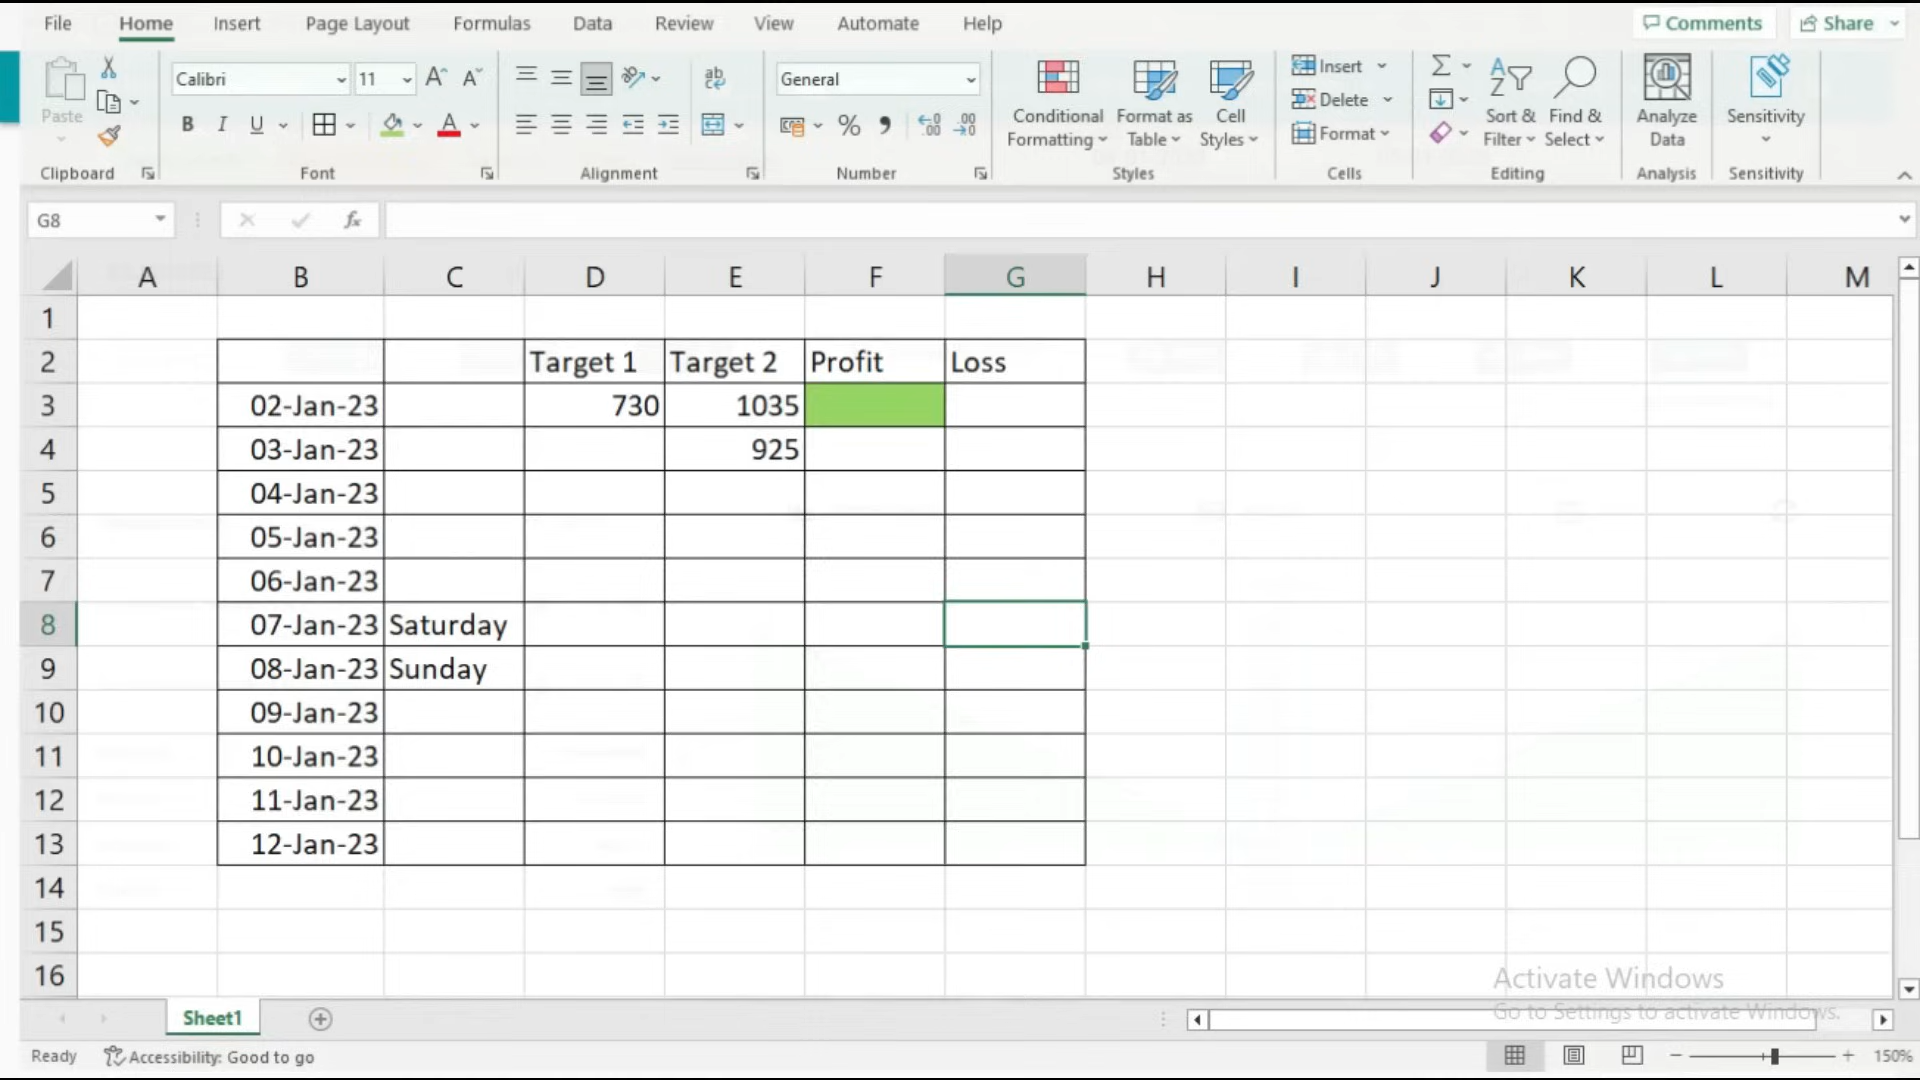 File Home Insert Page Layout Formulas Data Review View Automate Help Comments Share
Calibri 11 General
Paste
B I U
ab
Conditional Formatting
Format as Table
Cell Styles
Insert
Delete
Format
Sort & Filter
Find & Select
Analyze Data
Sensitivity
Clipboard Font Alignment Number Styles Cells Editing Analysis Sensitivity
G8 fx
A B C D E F G H I J K L M
1
2 Target 1 Target 2 Profit Loss
3 02-Jan-23 730 1035
4 03-Jan-23 925
5 04-Jan-23
6 05-Jan-23
7 06-Jan-23
8 07-Jan-23 Saturday
9 08-Jan-23 Sunday
10 09-Jan-23
11 10-Jan-23
12 11-Jan-23
13 12-Jan-23
14
15
16
Activate Windows
Go to Settings to activate Windows.
Sheet1
Ready Accessibility: Good to go 150%